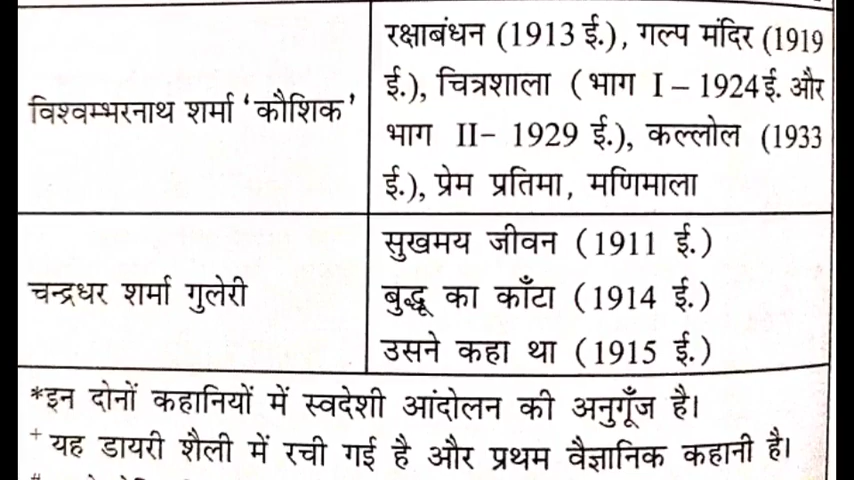 रक्षाबंधन (1913 ई.), गल्प मंदिर (1919
ई.), चित्रशाला (भाग I – 1924 ई. और
विश्वम्भरनाथ शर्मा 'कौशिक'
भाग II– 1929 ई.), कल्लोल (1933
ई.), प्रेम प्रतिमा, मणिमाला
सुखमय जीवन (1911 ई.)
चन्द्रधर शर्मा गुलेरी
बुद्धू का काँटा (1914 ई.)
उसने कहा था (1915 ई.)
*इन दोनों कहानियों में स्वदेशी आंदोलन की अनुगूँज है।
+ यह डायरी शैली में रची गई है और प्रथम वैज्ञानिक कहानी है।